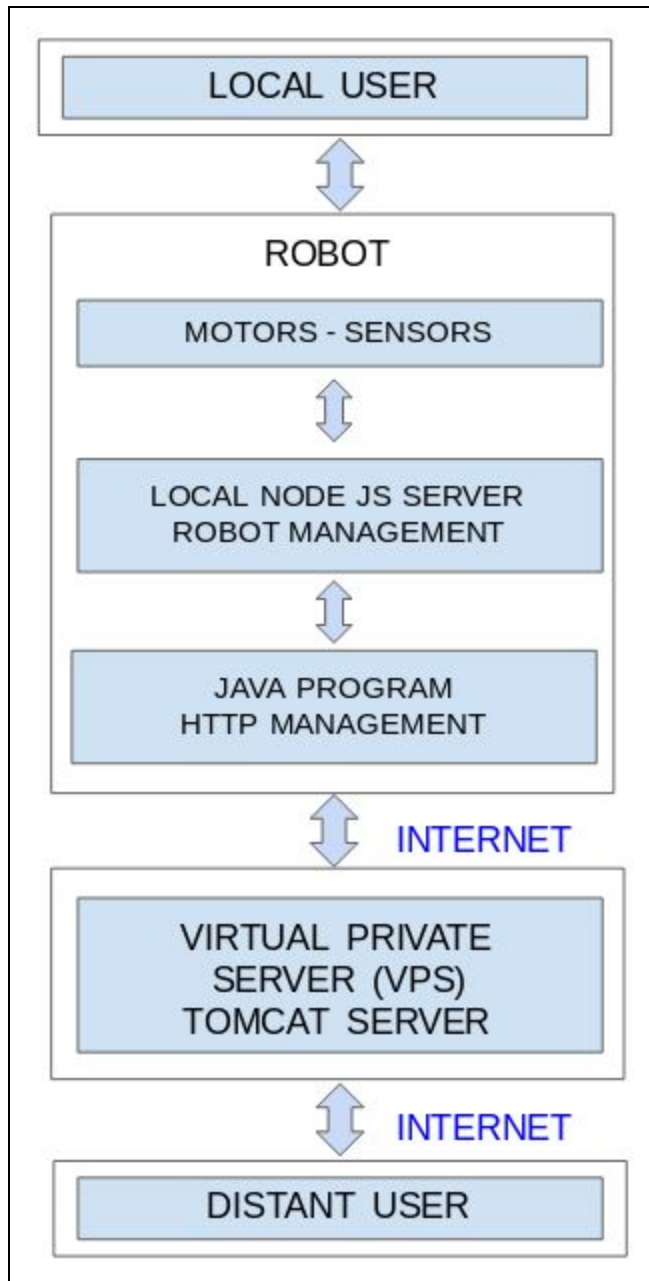 LOCAL USER
ROBOT
MOTORS - SENSORS
LOCAL NODE JS SERVER
ROBOT MANAGEMENT
JAVA PROGRAM
HTTP MANAGEMENT
INTERNET
VIRTUAL PRIVATE
SERVER (VPS)
TOMCAT SERVER
INTERNET
DISTANT USER